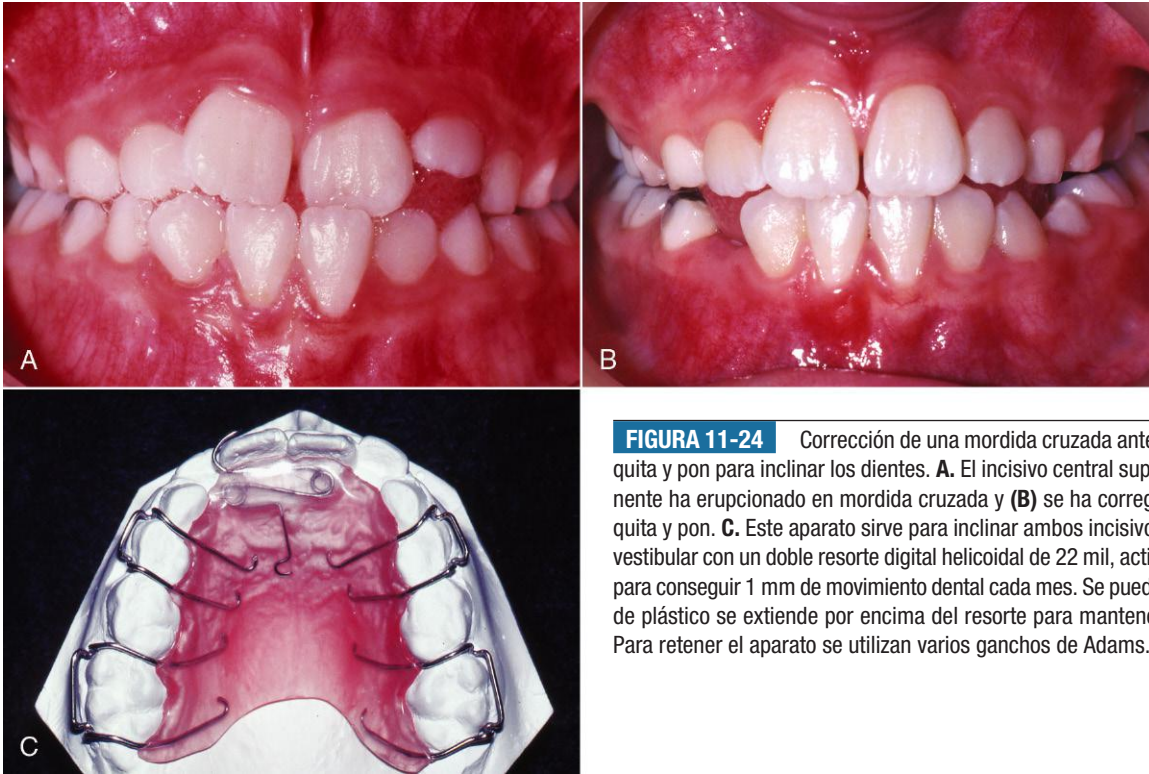 A
B
FIGURA 11-24 Corrección de una mordida cruzada ante
quita y pon para inclinar los dientes. A. El incisivo central sup
nente ha erupcionado en mordida cruzada y (B) se ha correg
quita y pon. C. Este aparato sirve para inclinar ambos incisivo
vestibular con un doble resorte digital helicoidal de 22 mil, acti
para conseguir 1 mm de movimiento dental cada mes. Se pued
de plástico se extiende por encima del resorte para mantene
Para retener el aparato se utilizan varios ganchos de Adams.
C